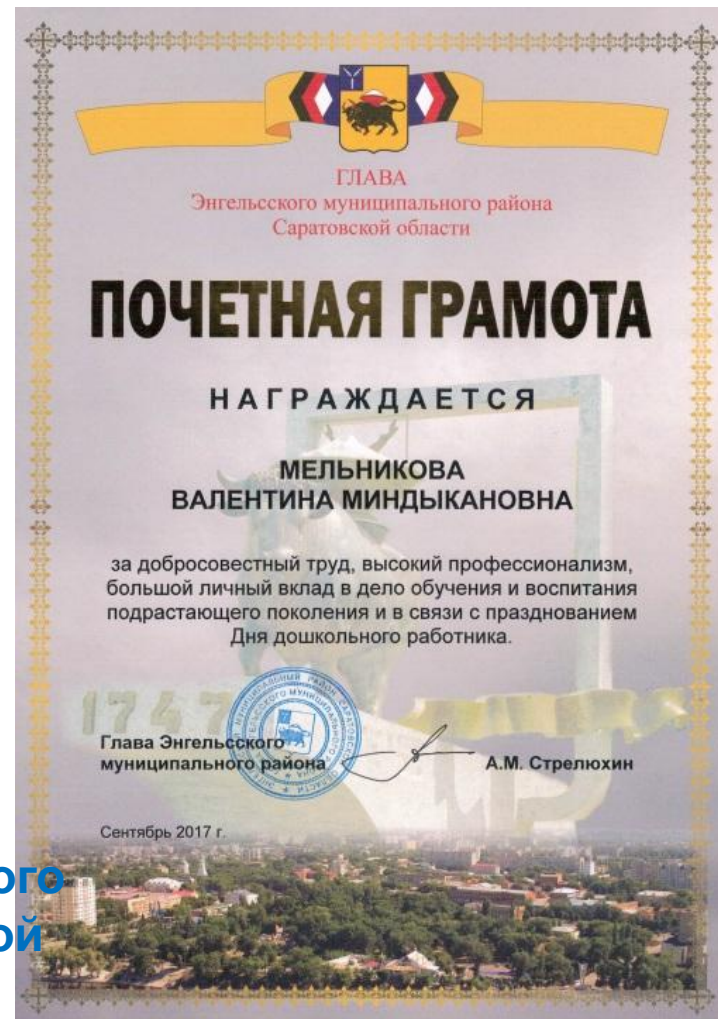 ГЛАВА
Энгельсского муниципального района
Саратовской области
ПОЧЕТНАЯ ГРАМОТА
НАГРАЖДАЕТСЯ
МЕЛЬНИКОВА
ВАЛЕНТИНА МИНДЫКАНОВНА
за добросовестный труд, высокий профессионализм,
большой личный вклад в дело обучения и воспитания
подрастающего поколения и в связи с празднованием
Дня дошкольного работника.
1747
Глава Энгельсского
муниципального района
А.М. Стрелюхин
Сентябрь 2017 г.
ого
ой